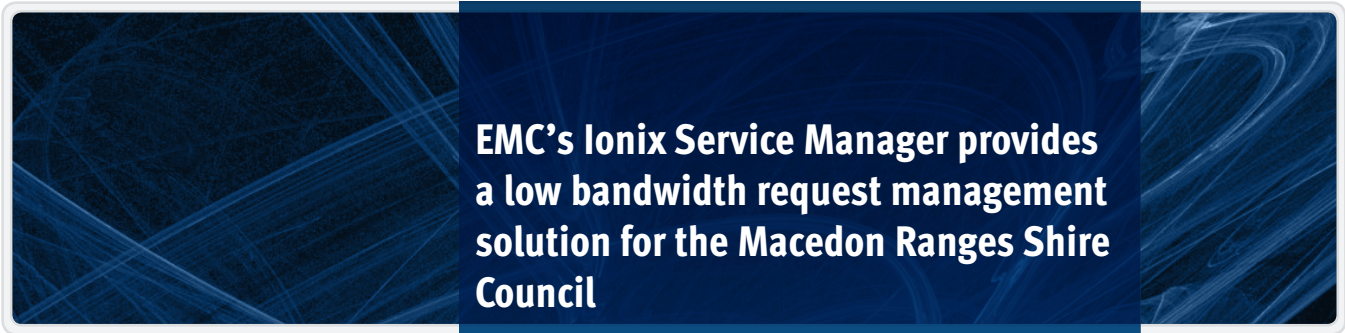 EMC’s Ionix Service Manager provides
a low bandwidth request management
solution for the Macedon Ranges Shire
Council